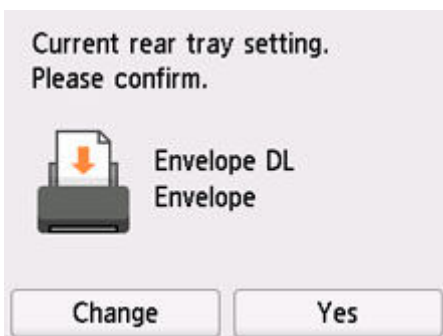 Current rear tray setting.
Please confirm.
Envelope DL
Envelope
Change
Yes